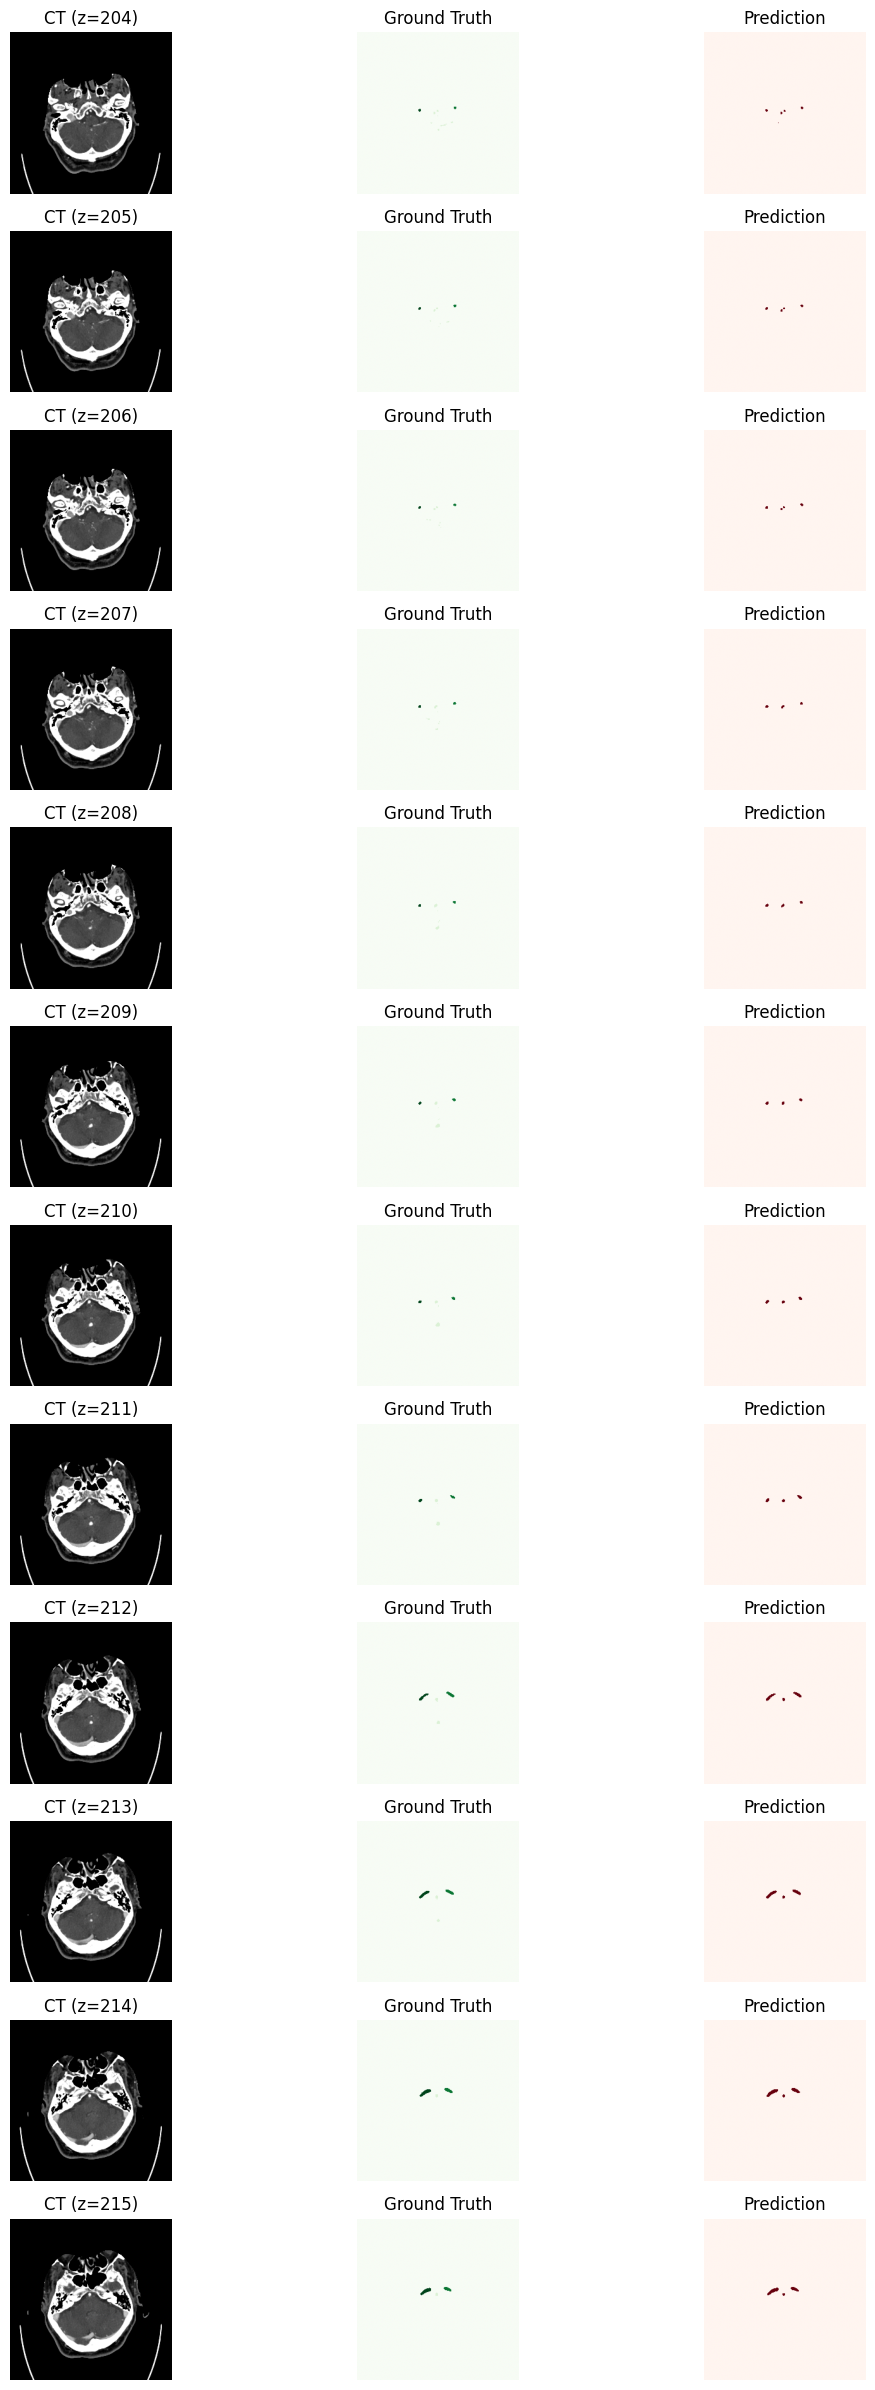 CT (z=204) Ground Truth Prediction
CT (z=205) Ground Truth Prediction
CT (z=206) Ground Truth Prediction
CT (z=207) Ground Truth Prediction
CT (z=208) Ground Truth Prediction
CT (z=209) Ground Truth Prediction
CT (z=210) Ground Truth Prediction
CT (z=211) Ground Truth Prediction
CT (z=212) Ground Truth Prediction
CT (z=213) Ground Truth Prediction
CT (z=214) Ground Truth Prediction
CT (z=215) Ground Truth Prediction